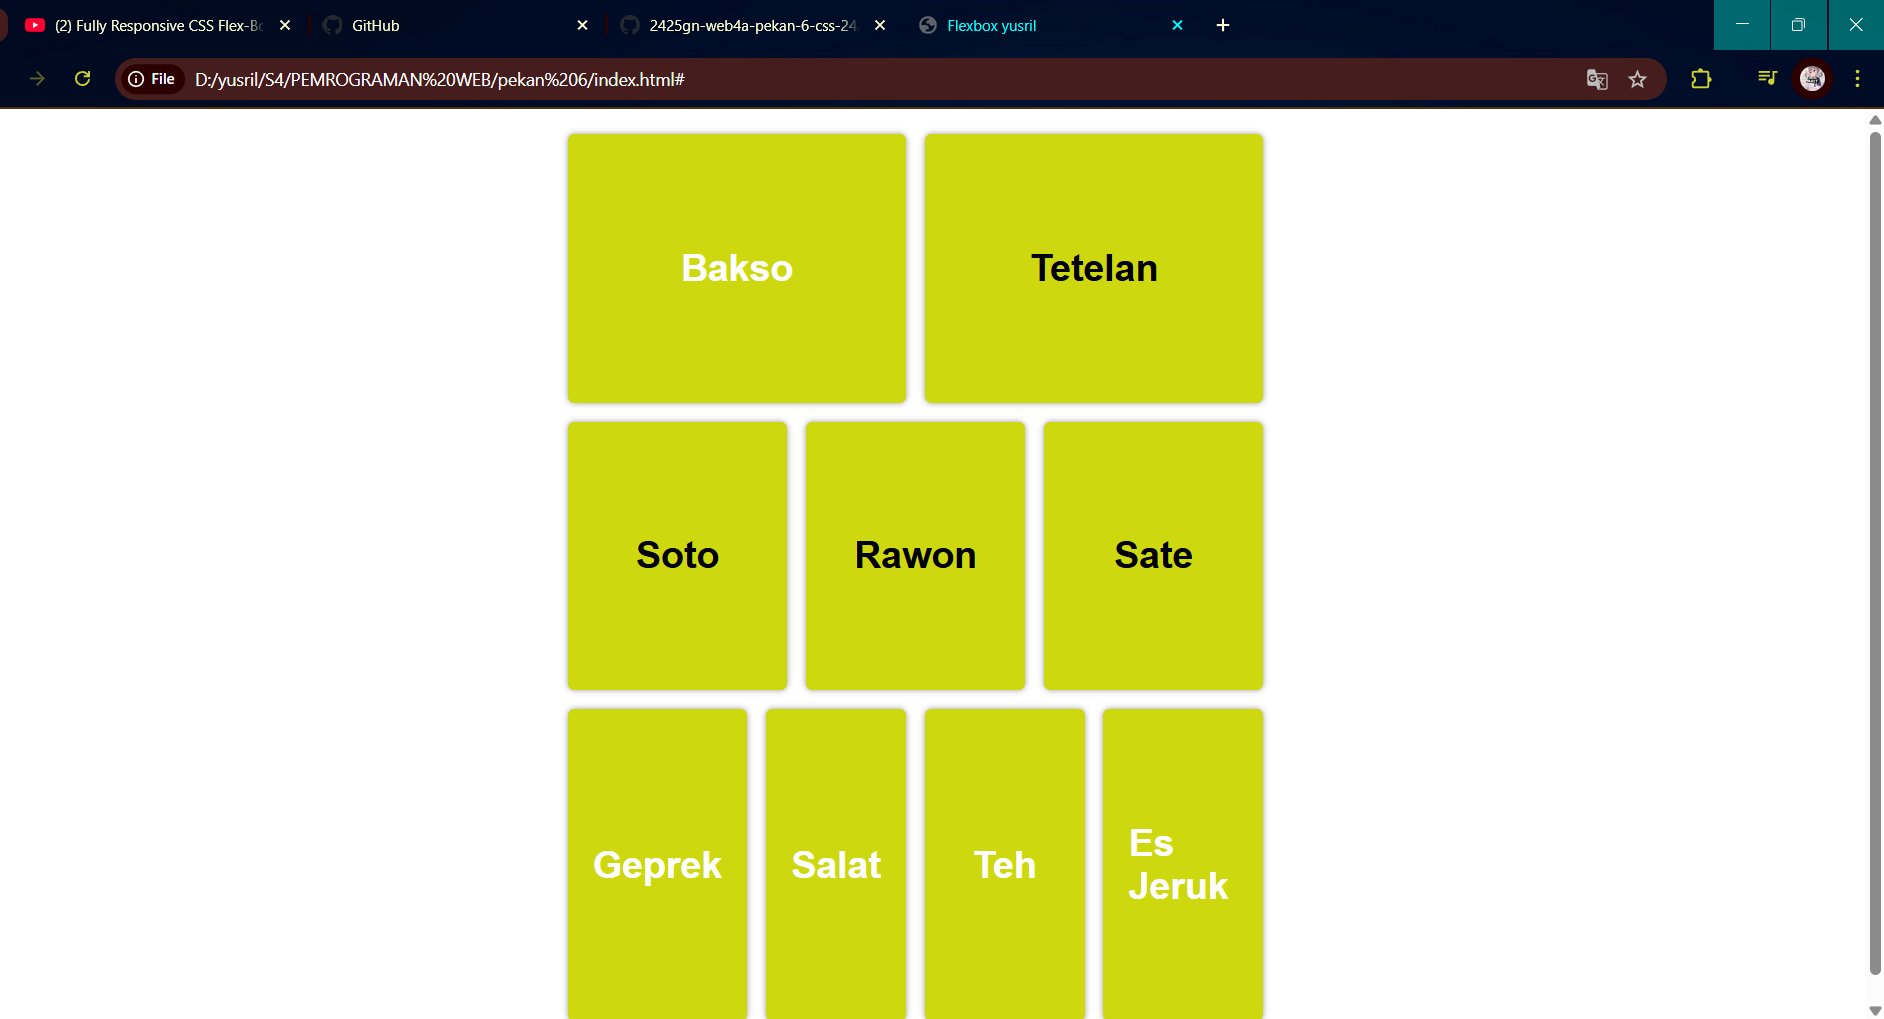 (2) Fully Responsive CSS Flex-Bo
GitHub
2425gn-web4a-pekan-6-css-24
Flexbox yusril
File
D:/yusril/S4/PEMROGRAMAN%20WEB/pekan%206/index.html#
Bakso
Tetelan
Soto
Rawon
Sate
Geprek
Salat
Teh
Es
Jeruk